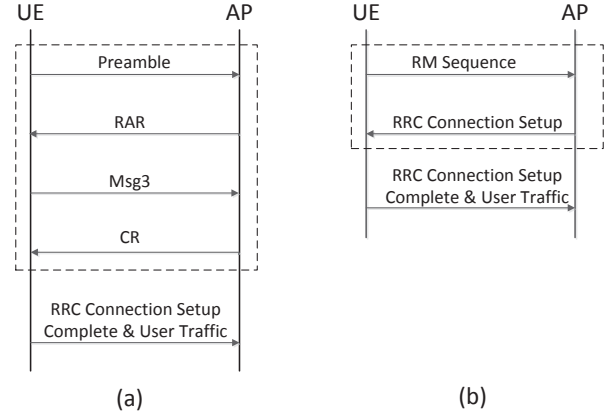 UE
AP
Preamble
RAR
Msg3
CR
RRC Connection Setup
Complete & User Traffic
(a)
UE
AP
RM Sequence
RRC Connection Setup
RRC Connection Setup
Complete & User Traffic
(b)